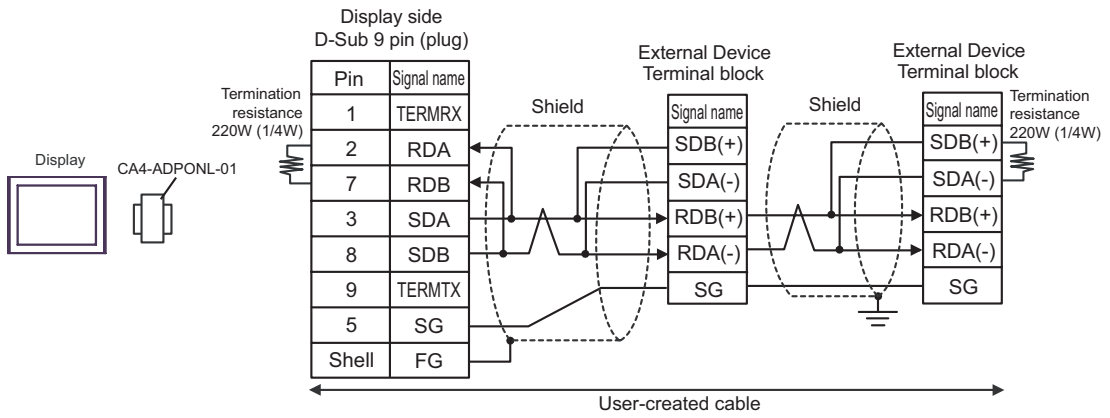 Display side
D-Sub 9 pin (plug)
External Device
Terminal block
External Device
Terminal block
Termination
resistance
220W (1/4W)
Pin
Signal name
1
TERMRX
2
RDA
7
RDB
3
SDA
8
SDB
9
TERMTX
5
SG
Shell
FG
Shield
Signal name
SDB(+)
SDA(-)
RDB(+)
RDA(-)
SG
Shield
Signal name
SDB(+)
SDA(-)
RDB(+)
RDA(-)
SG
Termination
resistance
220W (1/4W)
Display
CA4-ADPONL-01
User-created cable